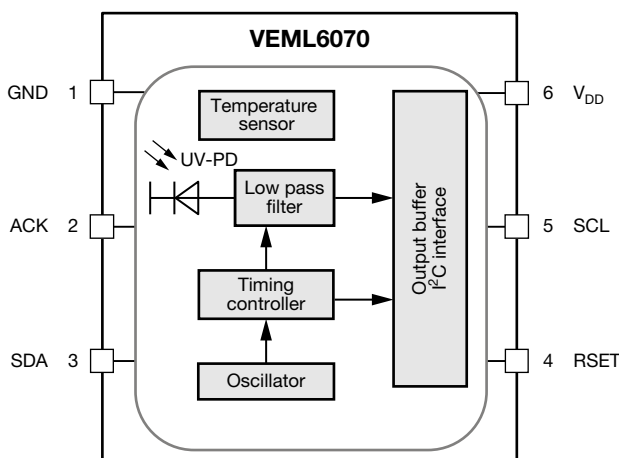 VEML6070
GND 1
6 VDD
Temperature
sensor
UV-PD
Low pass
filter
ACK 2
5 SCL
Output buffer
I²C interface
Timing
controller
SDA 3
4 RSET
Oscillator